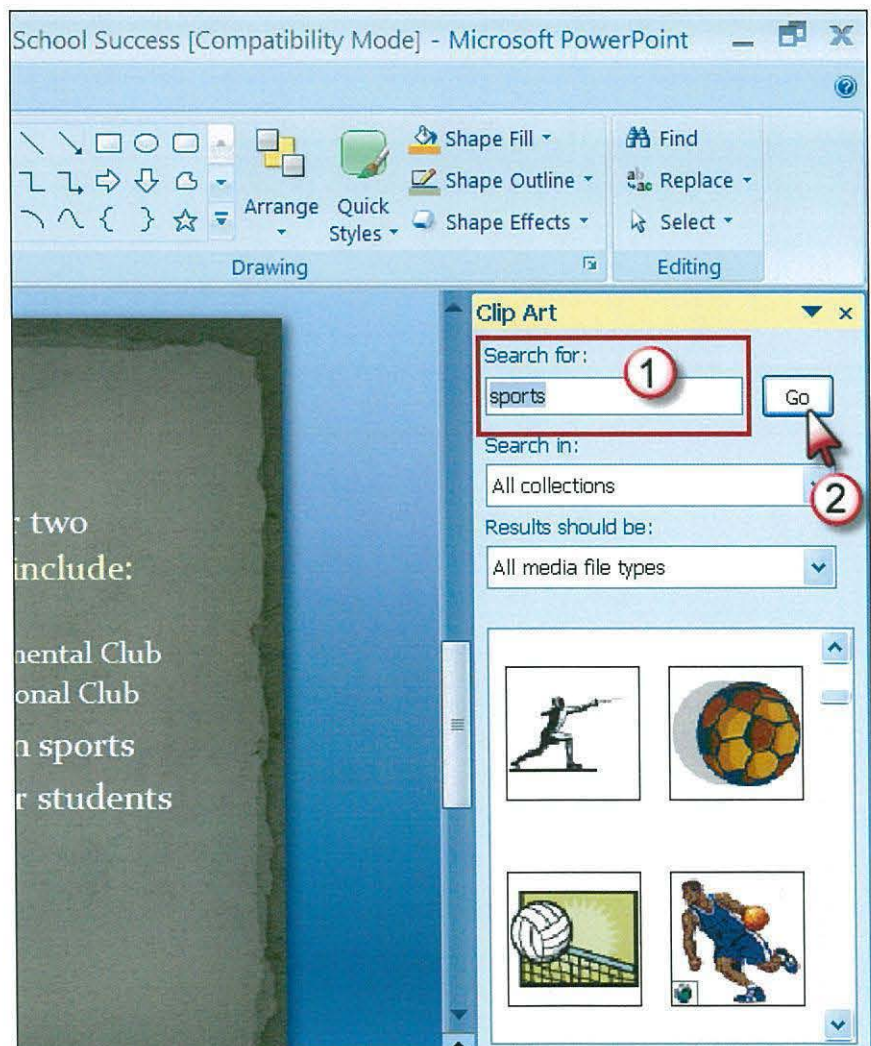 School Success [Compatibility Mode] - Microsoft PowerPoint
Shape Fill
Find
Shape Outline
Replace
Arrange
Quick Styles
Shape Effects
Select
Drawing
Editing
Clip Art
Search for:
1
sports
Go
Search in:
All collections
2
Results should be:
All media file types
two
include:
nental Club
onal Club
n sports
r students